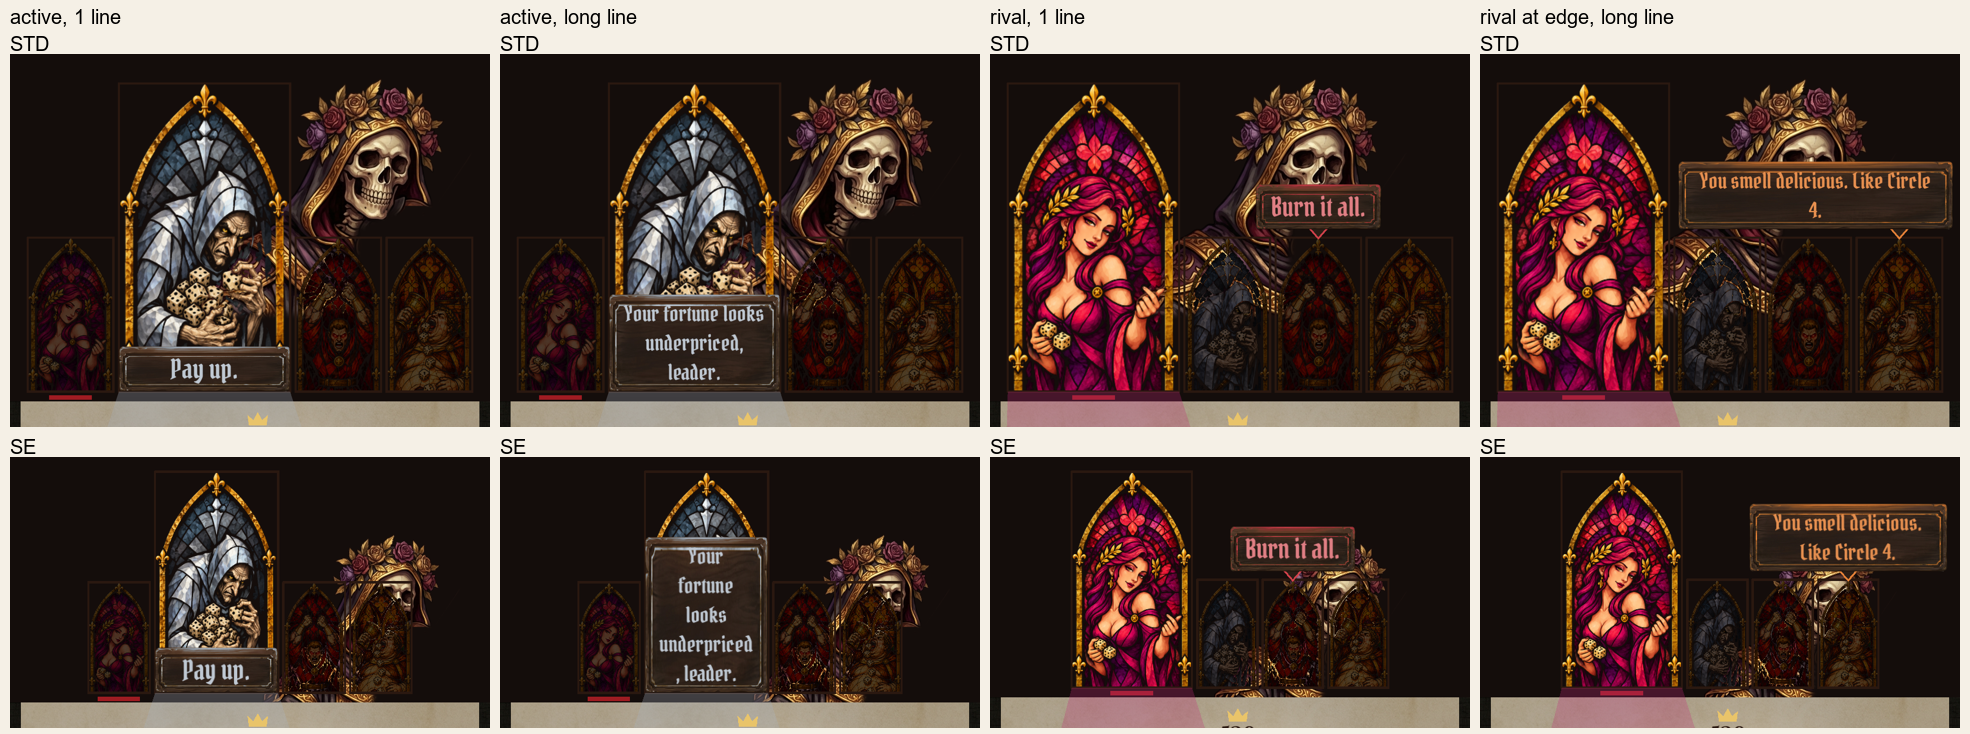 active, 1 line
STD
Pay up.
active, long line
STD
Your fortune looks
underpriced,
leader.
rival, 1 line
STD
Burn it all.
rival at edge, long line
STD
You smell delicious. Like Circle
4.
SE
Pay up.
SE
Your
fortune
looks
underpriced
, leader.
SE
Burn it all.
SE
You smell delicious.
Like Circle 4.